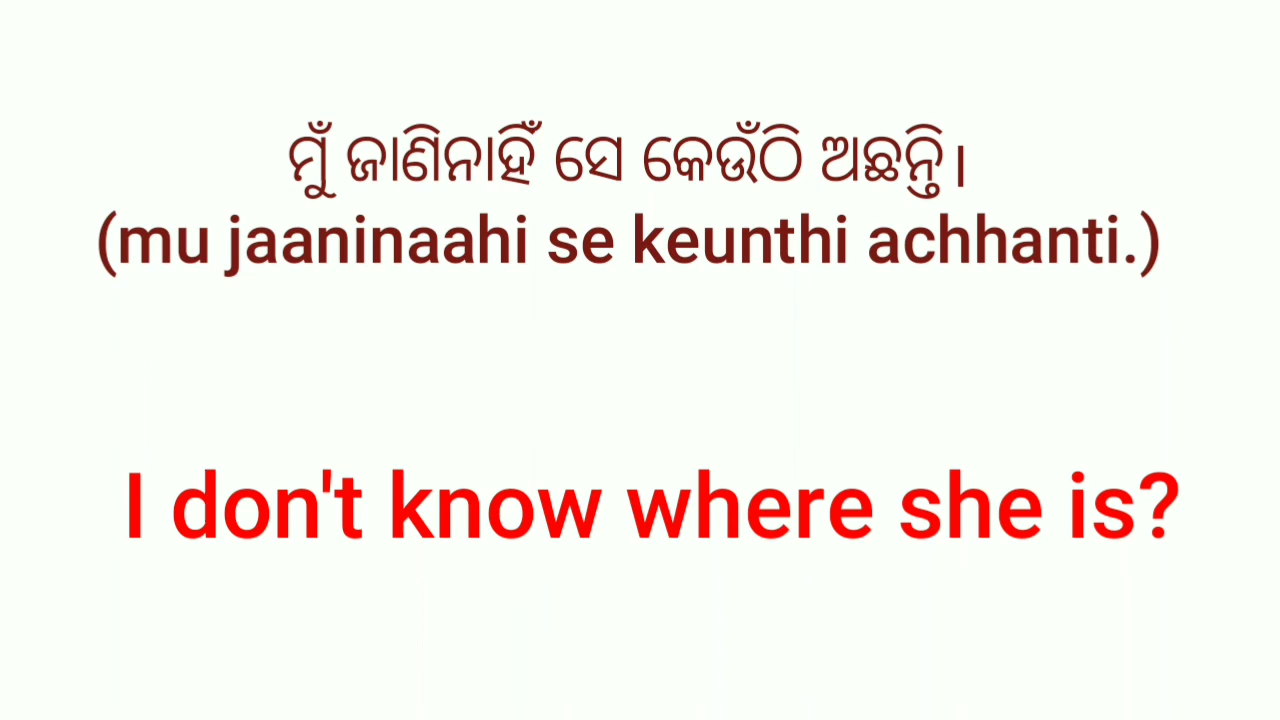 ମୁଁ ଜାଣିନାହିଁ ସେ କେଉଁଠି ଅଛନ୍ତି।
(mu jaaninaahi se keunthi achhanti.)
I don't know where she is?